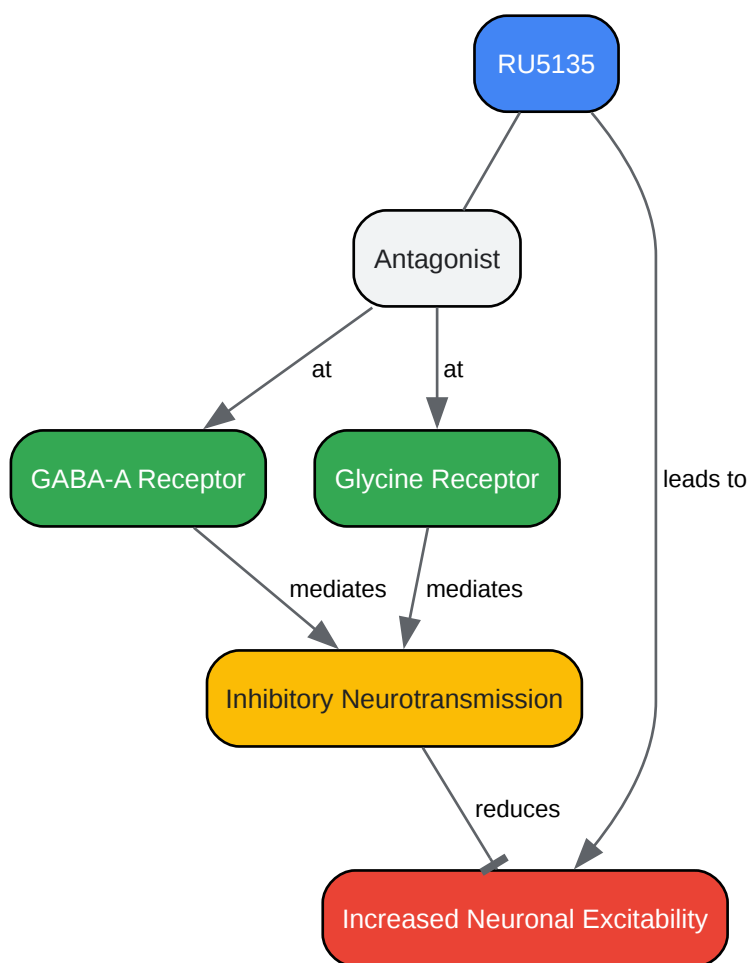 RU5135
Antagonist
at
at
GABA-A Receptor
Glycine Receptor
leads to
mediates
mediates
Inhibitory Neurotransmission
reduces
Increased Neuronal Excitability